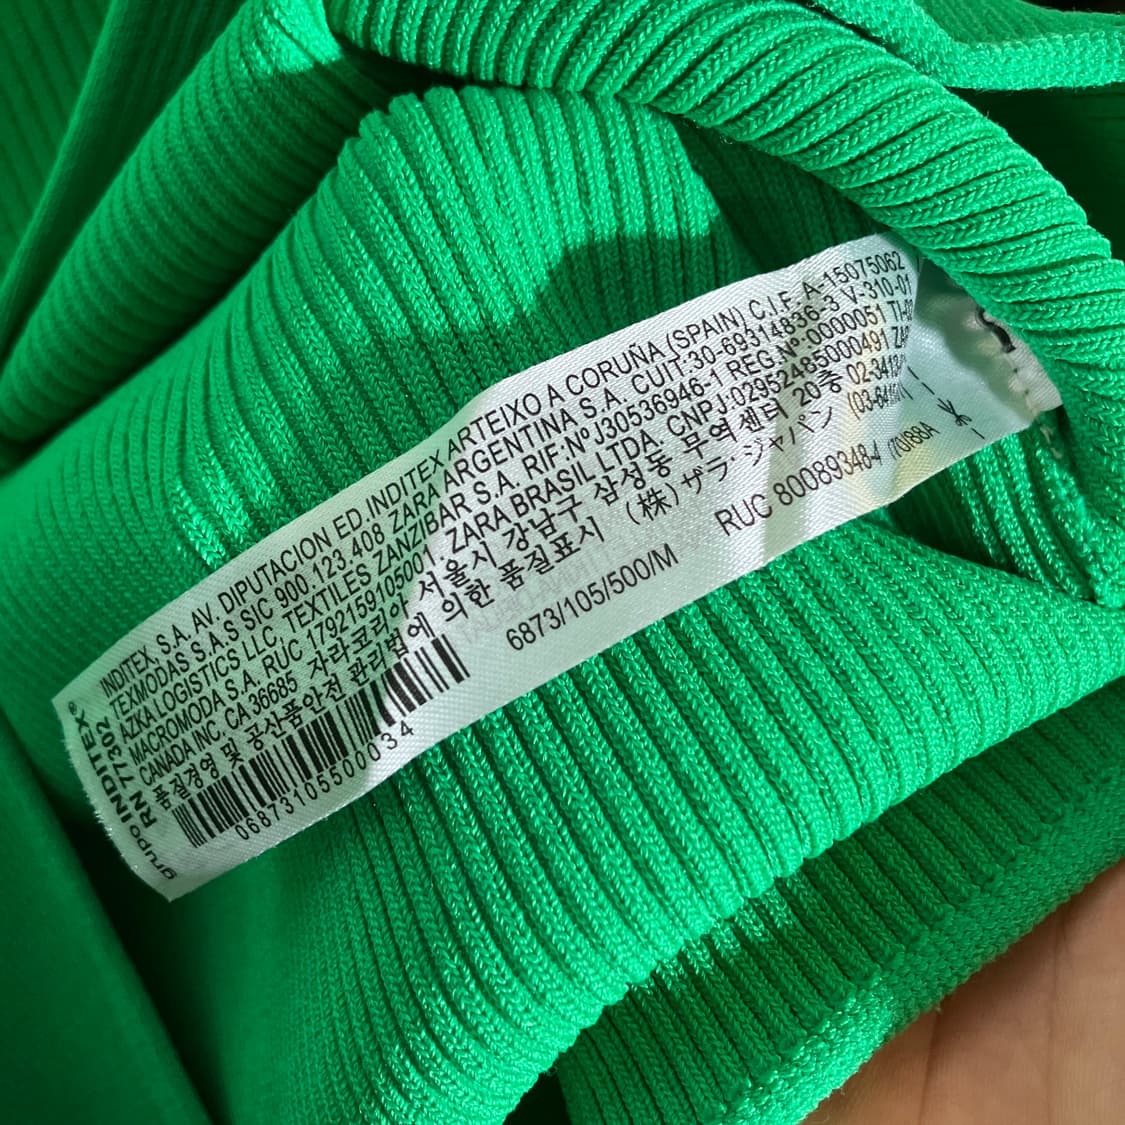 grupo INDITEX®
RN 77302
INDITEX, S.A. AV. DIPUTACION ED. INDITEX ARTEIXO A CORUÑA (SPAIN) C.I.F. A-15075062
TEXMODAS S.A.S SIC 900.123.408 ZARA ARGENTINA S.A. CUIT:30-69314836-3 V-310-01
AZKA LOGISTICS LLC, TEXTILES ZANZIBAR S.A. RIF:Nº J30536946-1 REG.Nº:0000051
MACROMODA S.A. RUC 1792159105001. ZARA BRASIL LTDA. CNPJ:02952485000491
CANADA INC. CA 36685 자라코리아 서울시 강남구 삼성동 무역센터 20층
품질경영 및 공산품안전 관리법에 의한 품질표시 (株) ザラ・ジャパン
RUC 80089348-4
06873105500034
6873/105/500/M